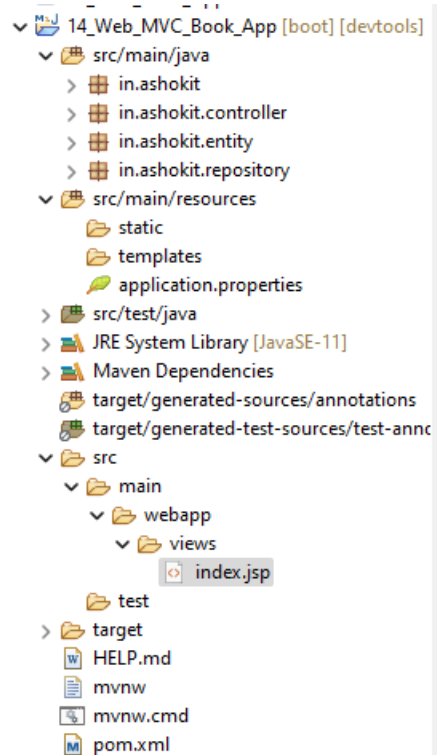 14_Web_MVC_Book_App [boot] [devtools]
src/main/java
in.ashokit
in.ashokit.controller
in.ashokit.entity
in.ashokit.repository
src/main/resources
static
templates
application.properties
src/test/java
JRE System Library [JavaSE-11]
Maven Dependencies
target/generated-sources/annotations
target/generated-test-sources/test-anno
src
main
webapp
views
index.jsp
test
target
HELP.md
mvnw
mvnw.cmd
pom.xml